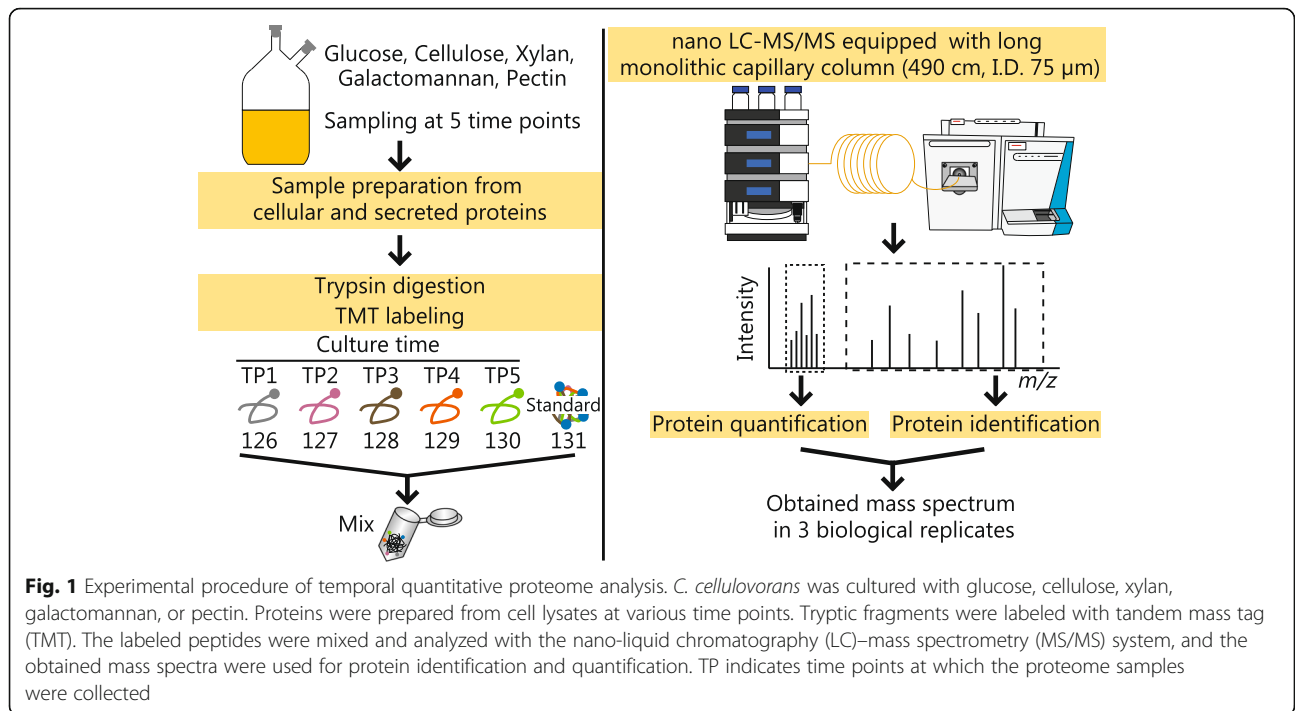 Glucose, Cellulose, Xylan,
Galactomannan, Pectin
Sampling at 5 time points
Sample preparation from
cellular and secreted proteins
Trypsin digestion
TMT labeling
Culture time
TP1 TP2 TP3 TP4 TP5
Standard
126 127 128 129 130 131
Mix
nano LC-MS/MS equipped with long
monolithic capillary column (490 cm, I.D. 75 μm)
Intensity
m/z
Protein quantification Protein identification
Obtained mass spectrum
in 3 biological replicates
Fig. 1 Experimental procedure of temporal quantitative proteome analysis. C. cellulovorans was cultured with glucose, cellulose, xylan,
galactomannan, or pectin. Proteins were prepared from cell lysates at various time points. Tryptic fragments were labeled with tandem mass tag
(TMT). The labeled peptides were mixed and analyzed with the nano-liquid chromatography (LC)–mass spectrometry (MS/MS) system, and the
obtained mass spectra were used for protein identification and quantification. TP indicates time points at which the proteome samples
were collected